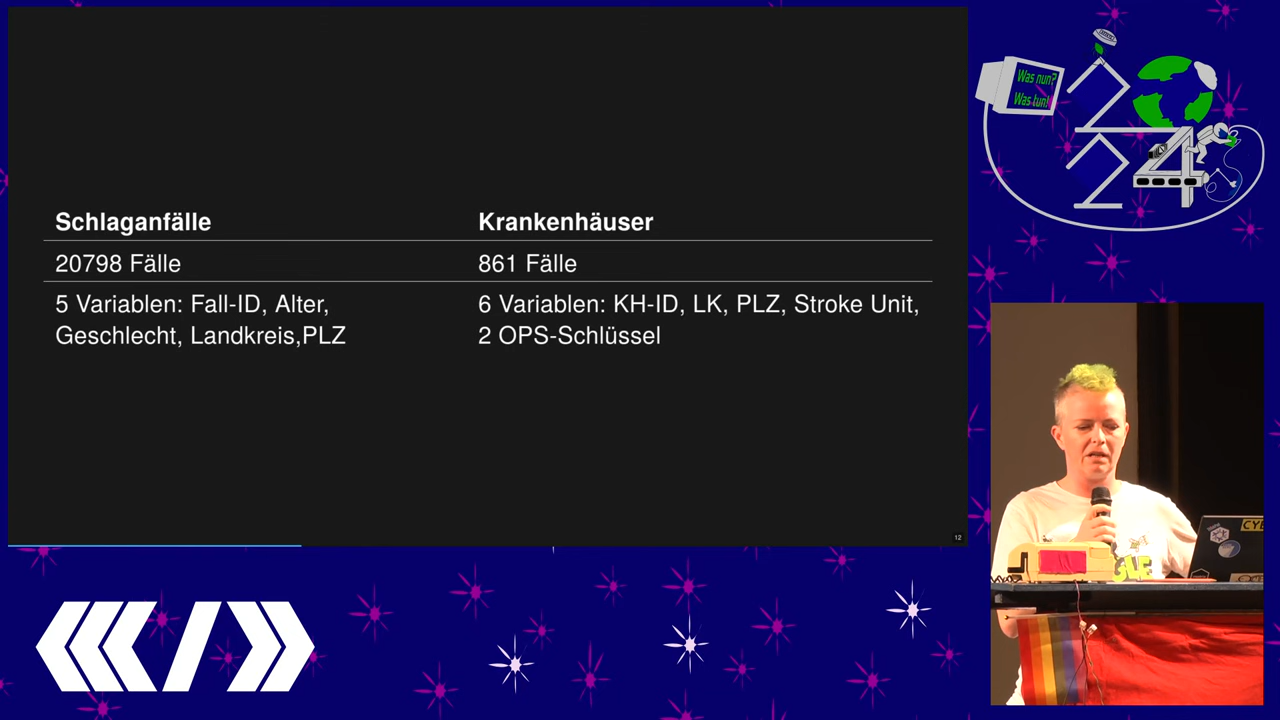 Schlaganfälle
Krankenhäuser
20798 Fälle
861 Fälle
5 Variablen: Fall-ID, Alter,
Geschlecht, Landkreis,PLZ
6 Variablen: KH-ID, LK, PLZ, Stroke Unit,
2 OPS-Schlüssel
12
Was nun?
Was tun!